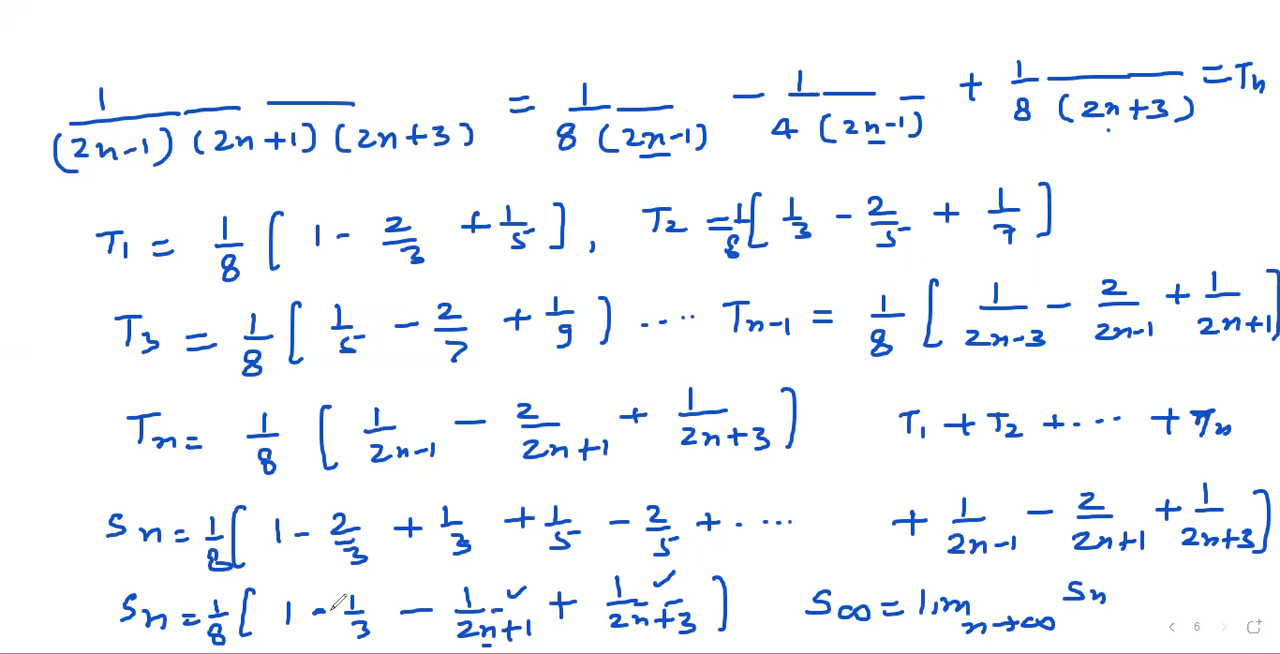 1/((2n-1)(2n+1)(2n+3)) = 1/(8(2n-1)) - 1/(4(2n-1)) + 1/(8(2n+3)) = Tn
T1 = 1/8 [ 1 - 2/3 + 1/5 ], T2 = 1/8 [ 1/3 - 2/5 + 1/7 ]
T3 = 1/8 [ 1/5 - 2/7 + 1/9 ) .... Tn-1 = 1/8 [ 1/(2n-3) - 2/(2n-1) + 1/(2n+1) ]
Tn = 1/8 [ 1/(2n-1) - 2/(2n+1) + 1/(2n+3) ) T1 + T2 + ... + Tn
Sn = 1/8 [ 1 - 2/3 + 1/3 + 1/5 - 2/5 + .... + 1/(2n-1) - 2/(2n+1) + 1/(2n+3) ]
Sn = 1/8 [ 1 - 1/3 - 1/(2n+1) ✓ + 1/(2n+3) ✓ ] S∞ = lim n→∞ Sn
< 6 >